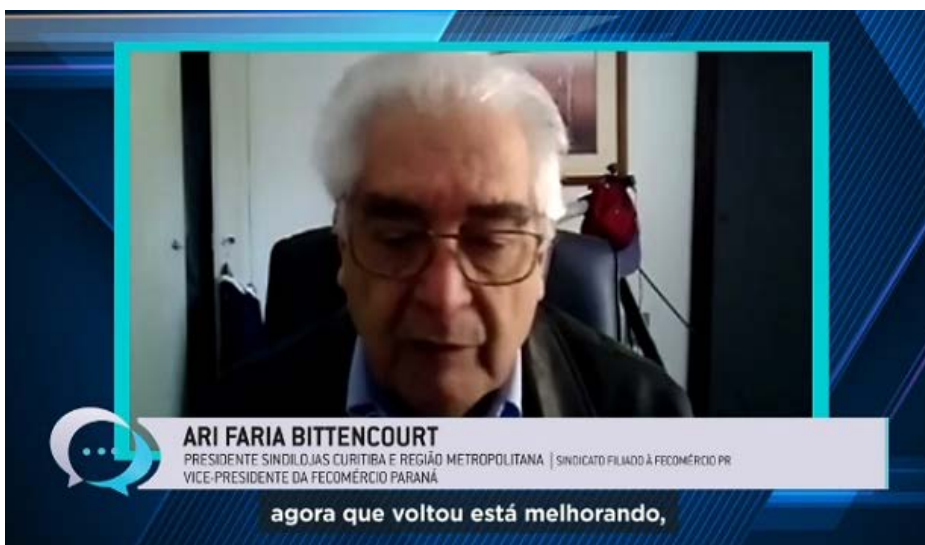 ARI FARIA BITTENCOURT
PRESIDENTE SINDILOJAS CURITIBA E REGIÃO METROPOLITANA | SINDICATO FILIADO À FECOMÉRCIO PR
VICE-PRESIDENTE DA FECOMÉRCIO PARANÁ
agora que voltou está melhorando,